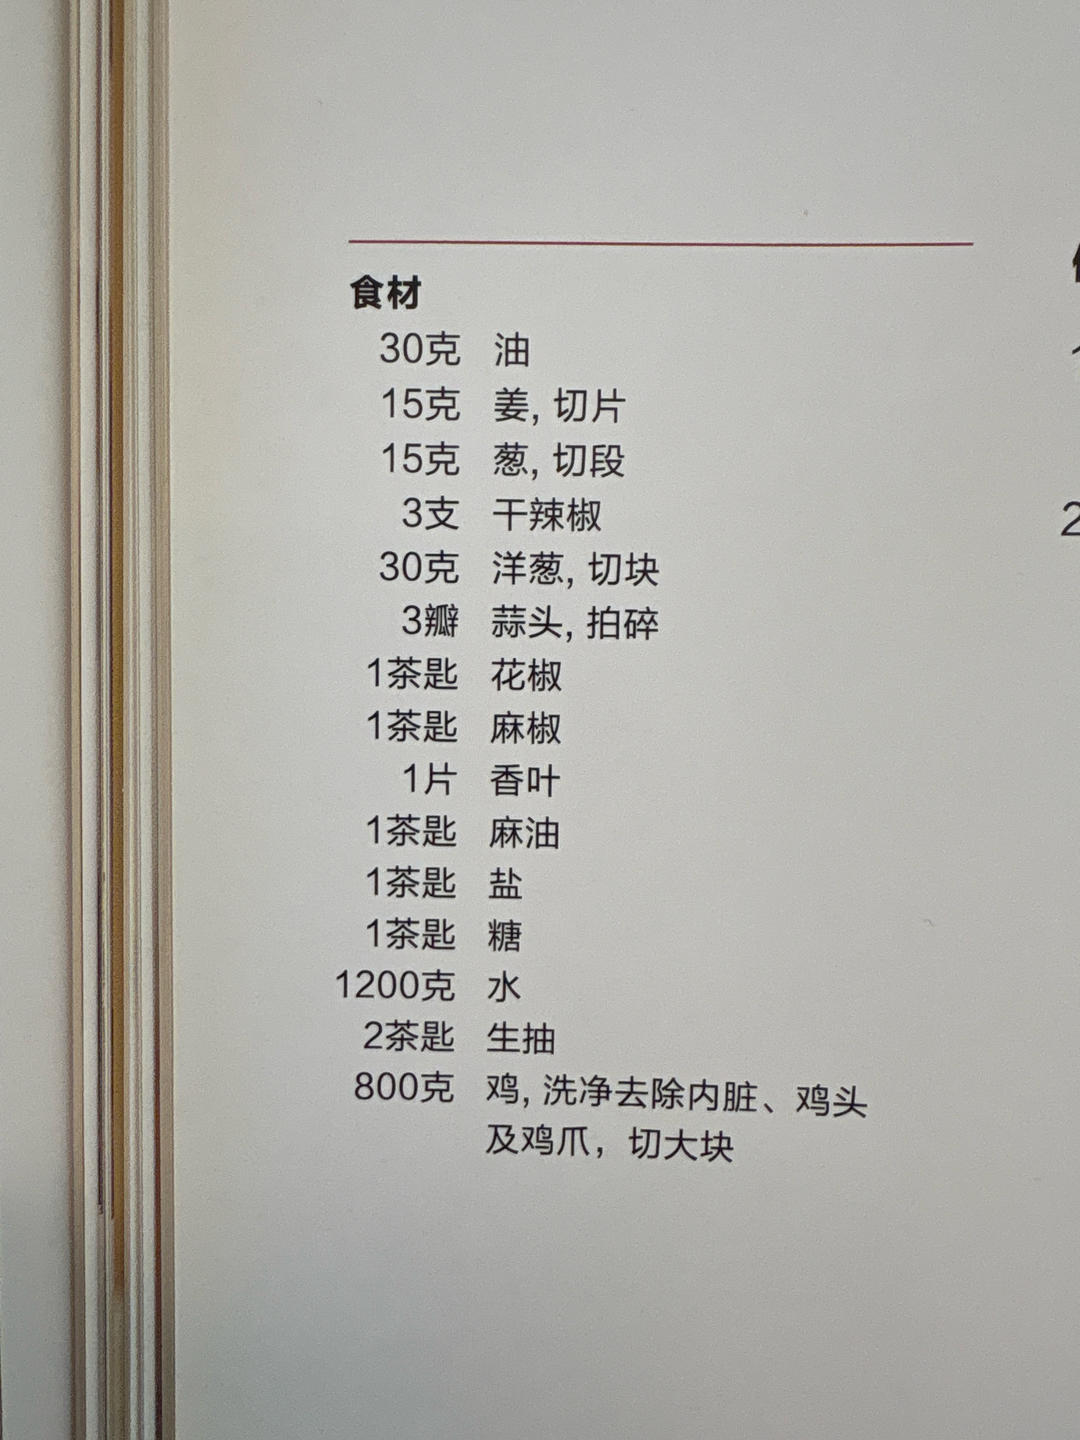 食材
30克 油
15克 姜, 切片
15克 葱, 切段
3支 干辣椒
30克 洋葱, 切块
3瓣 蒜头, 拍碎
1茶匙 花椒
1茶匙 麻椒
1片 香叶
1茶匙 麻油
1茶匙 盐
1茶匙 糖
1200克 水
2茶匙 生抽
800克 鸡, 洗净去除内脏、鸡头
及鸡爪，切大块
2